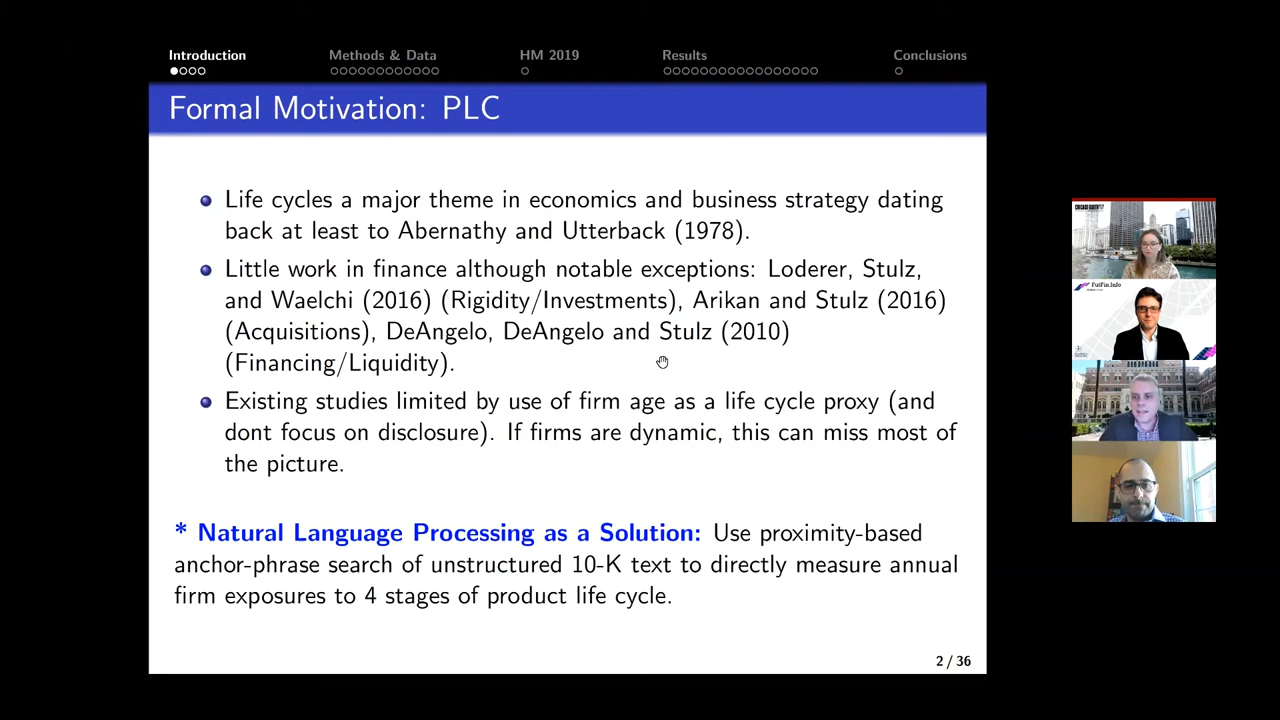 Introduction
Methods & Data
HM 2019
Results
Conclusions
Formal Motivation: PLC
Life cycles a major theme in economics and business strategy dating
back at least to Abernathy and Utterback (1978).
Little work in finance although notable exceptions: Loderer, Stulz,
and Waelchi (2016) (Rigidity/Investments), Arikan and Stulz (2016)
(Acquisitions), DeAngelo, DeAngelo and Stulz (2010)
(Financing/Liquidity).
Existing studies limited by use of firm age as a life cycle proxy (and
dont focus on disclosure). If firms are dynamic, this can miss most of
the picture.
* Natural Language Processing as a Solution: Use proximity-based
anchor-phrase search of unstructured 10-K text to directly measure annual
firm exposures to 4 stages of product life cycle.
2 / 36
FutFin.Info